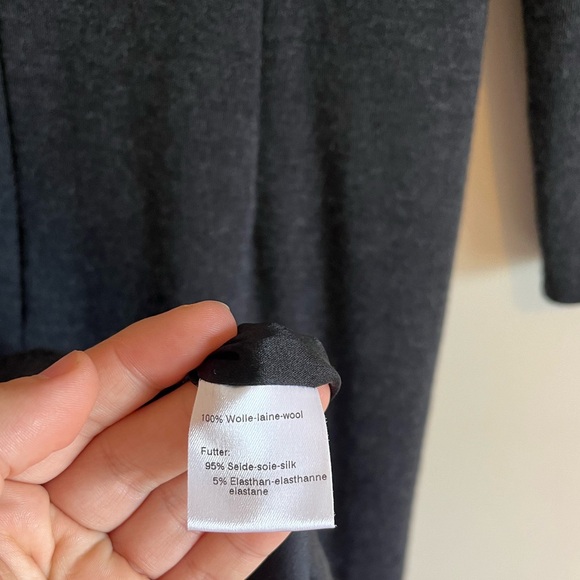 100% Wolle-laine-wool
Futter:
95% Seide-soie-silk
5% Elasthan-elasthanne
elastane